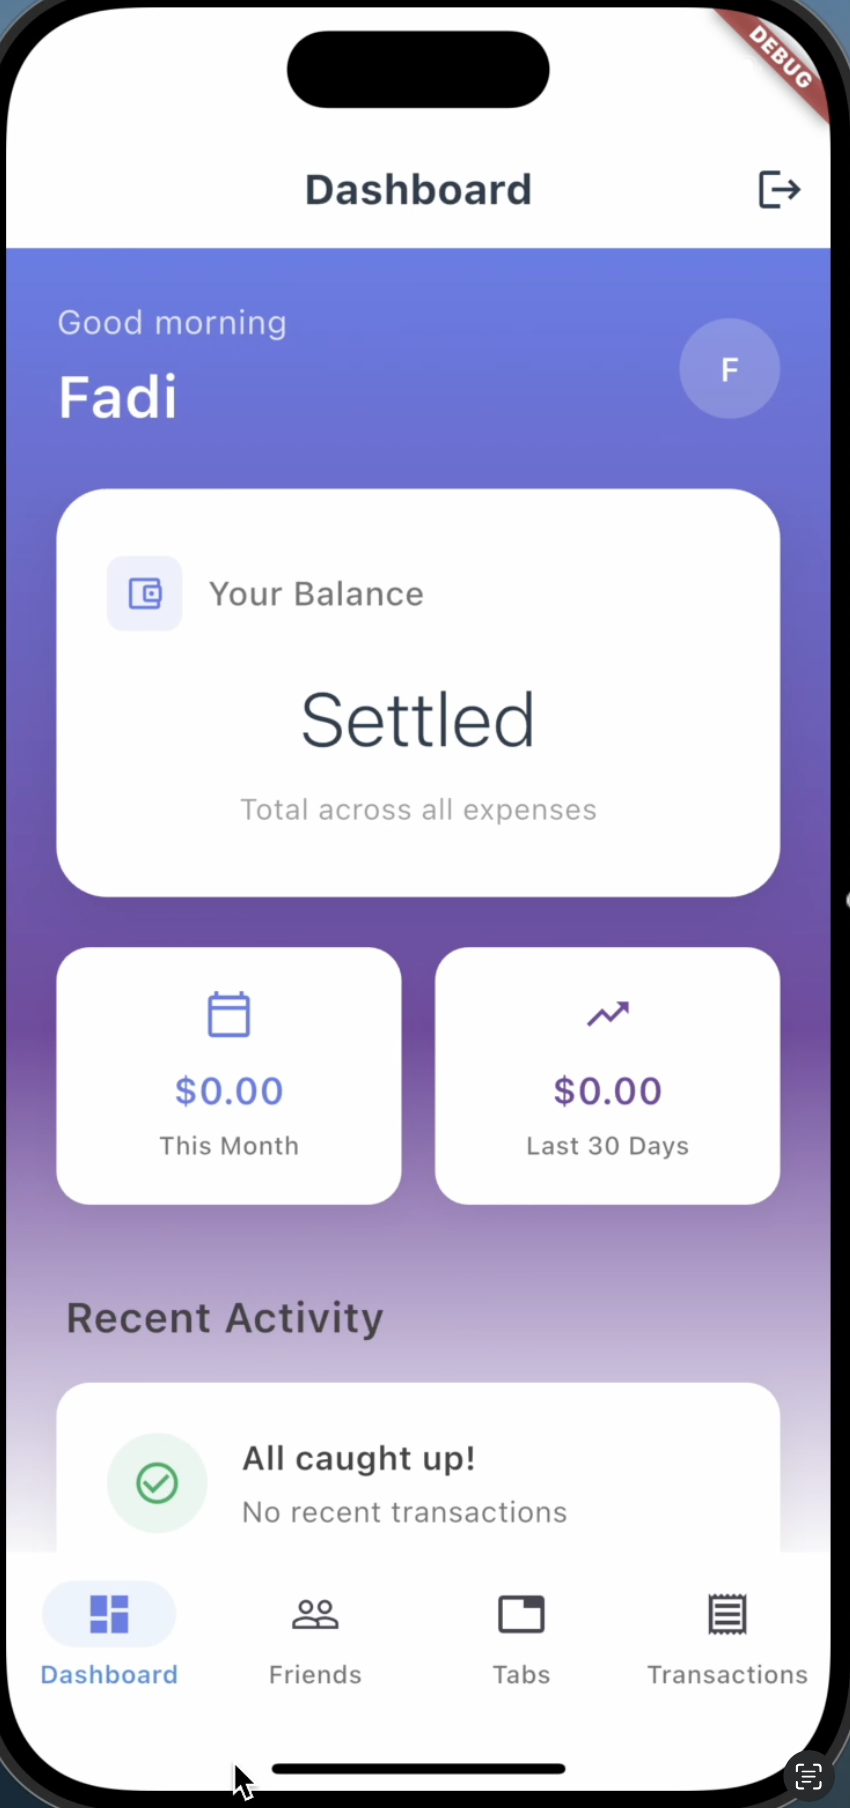 DEBUG
Dashboard
Good morning
Fadi
F
Your Balance
Settled
Total across all expenses
$0.00
This Month
$0.00
Last 30 Days
Recent Activity
All caught up!
No recent transactions
Dashboard
Friends
Tabs
Transactions